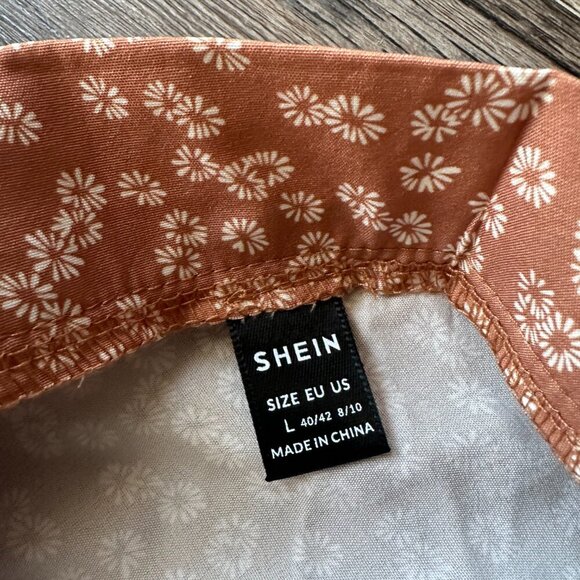 SHEIN
SIZE EU US
L 40/42 8/10
MADE IN CHINA